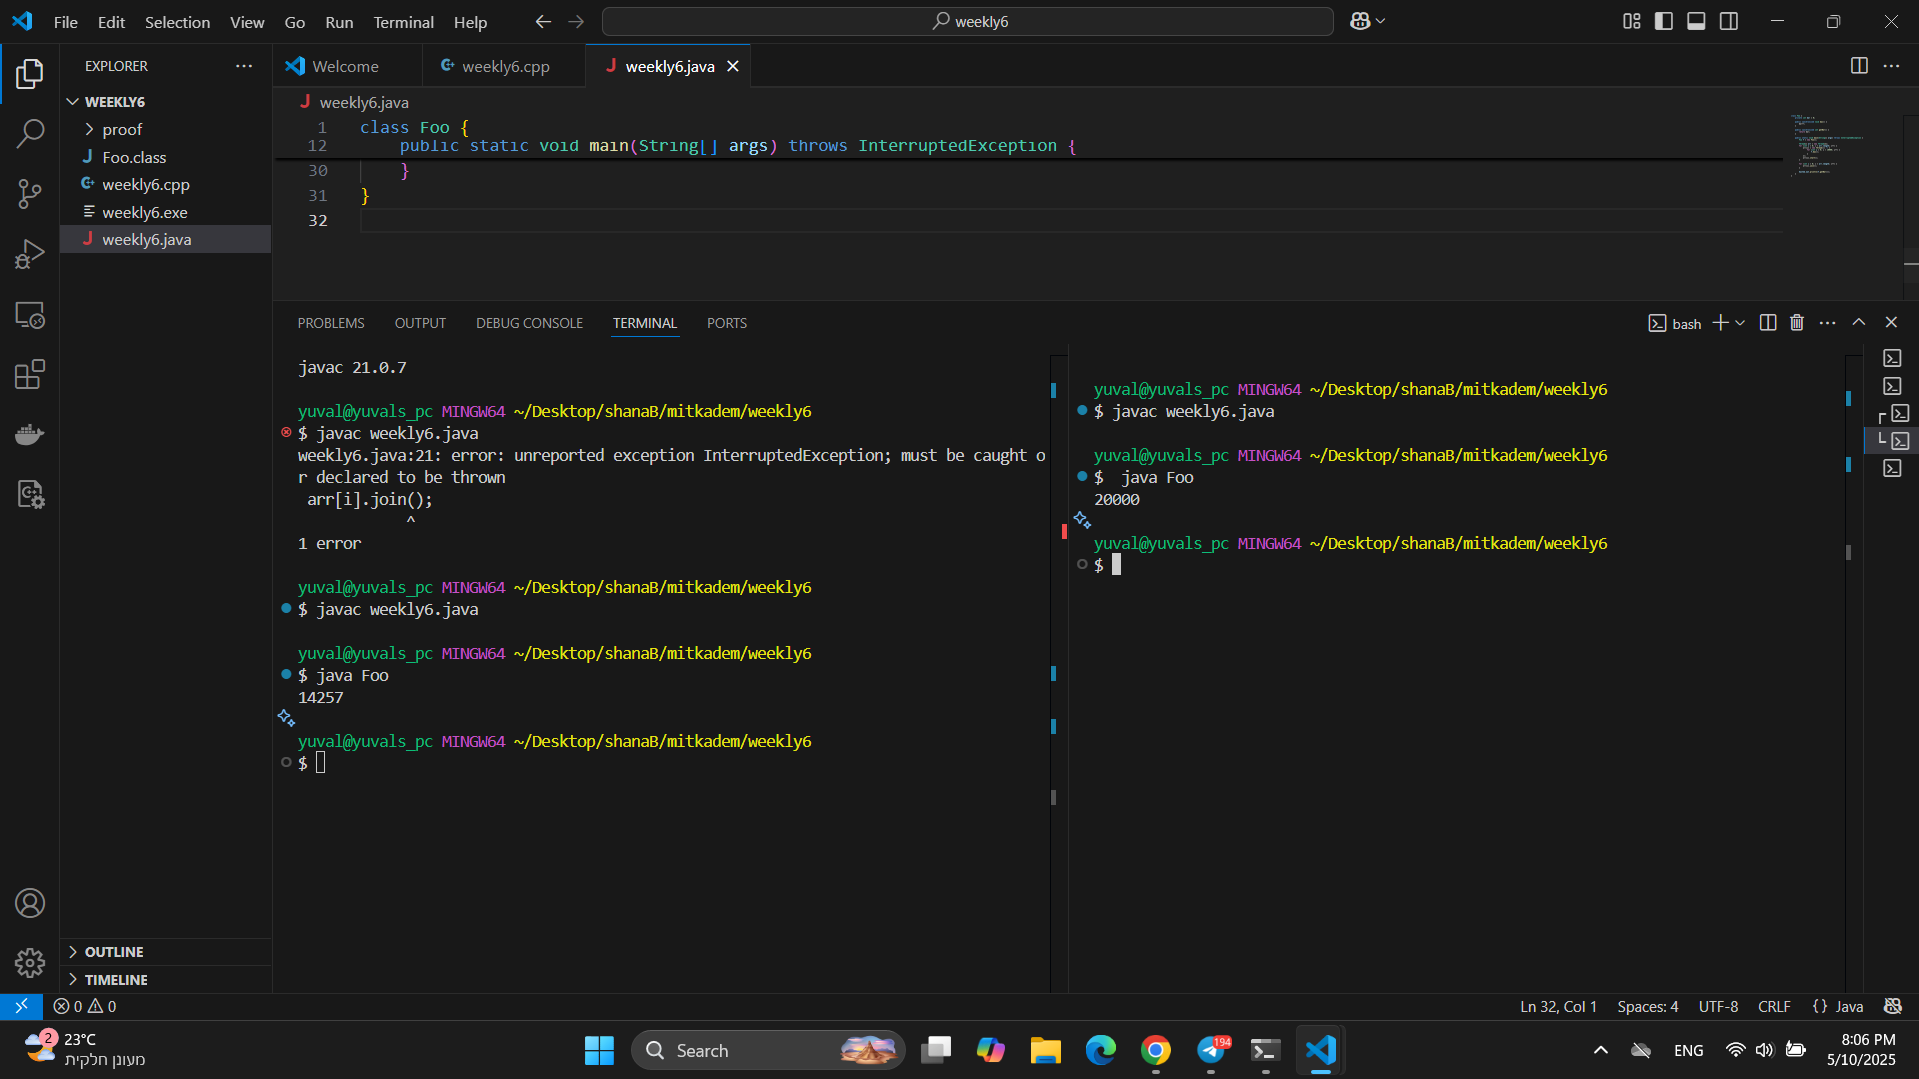 File Edit Selection View Go Run Terminal Help
weekly6
EXPLORER
WEEKLY6
proof
Foo.class
weekly6.cpp
weekly6.exe
weekly6.java
OUTLINE
TIMELINE
Welcome
weekly6.cpp
weekly6.java
weekly6.java
1 class Foo {
12 public static void main(String[] args) throws InterruptedException {
30 }
31 }
32
PROBLEMS OUTPUT DEBUG CONSOLE TERMINAL PORTS
bash
javac 21.0.7
yuval@yuvals_pc MINGW64 ~/Desktop/shanaB/mitkadem/weekly6
$ javac weekly6.java
weekly6.java:21: error: unreported exception InterruptedException; must be caught o
r declared to be thrown
arr[i].join();
^
1 error
yuval@yuvals_pc MINGW64 ~/Desktop/shanaB/mitkadem/weekly6
$ javac weekly6.java
yuval@yuvals_pc MINGW64 ~/Desktop/shanaB/mitkadem/weekly6
$ java Foo
14257
yuval@yuvals_pc MINGW64 ~/Desktop/shanaB/mitkadem/weekly6
$
yuval@yuvals_pc MINGW64 ~/Desktop/shanaB/mitkadem/weekly6
$ javac weekly6.java
yuval@yuvals_pc MINGW64 ~/Desktop/shanaB/mitkadem/weekly6
$  java Foo
20000
yuval@yuvals_pc MINGW64 ~/Desktop/shanaB/mitkadem/weekly6
$
0 0
Ln 32, Col 1 Spaces: 4 UTF-8 CRLF {} Java
2
23°C
מעונן חלקית
Search
194
ENG
8:06 PM
5/10/2025